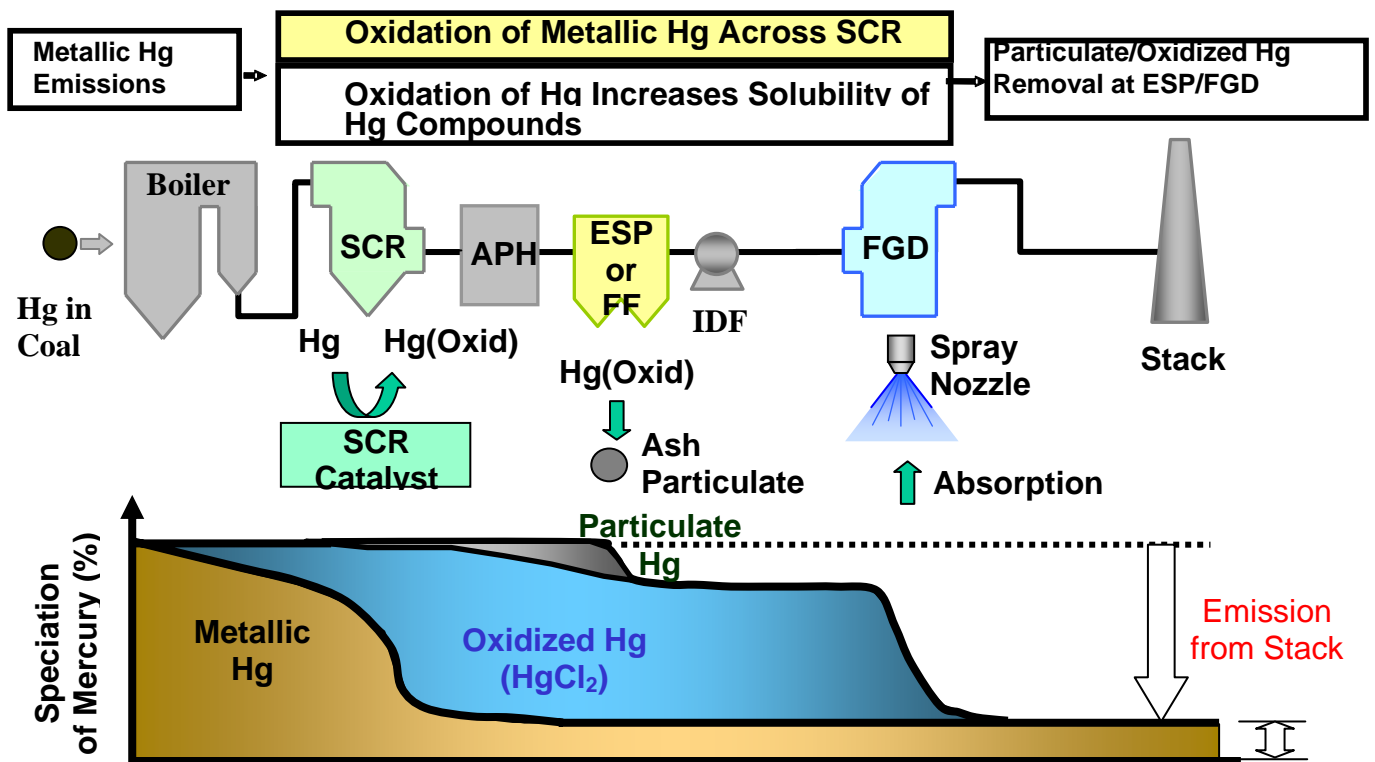 Metallic Hg
Emissions
Oxidation of Metallic Hg Across SCR
Oxidation of Hg Increases Solubility of
Hg Compounds
Particulate/Oxidized Hg
Removal at ESP/FGD
Boiler
SCR
APH
ESP
or
FF
IDF
FGD
Stack
Hg in
Coal
Hg
Hg(Oxid)
SCR
Catalyst
Hg(Oxid)
Ash
Particulate
Spray
Nozzle
Absorption
Speciation
of Mercury (%)
Particulate
Hg
Metallic
Hg
Oxidized Hg
(HgCl₂)
Emission
from Stack